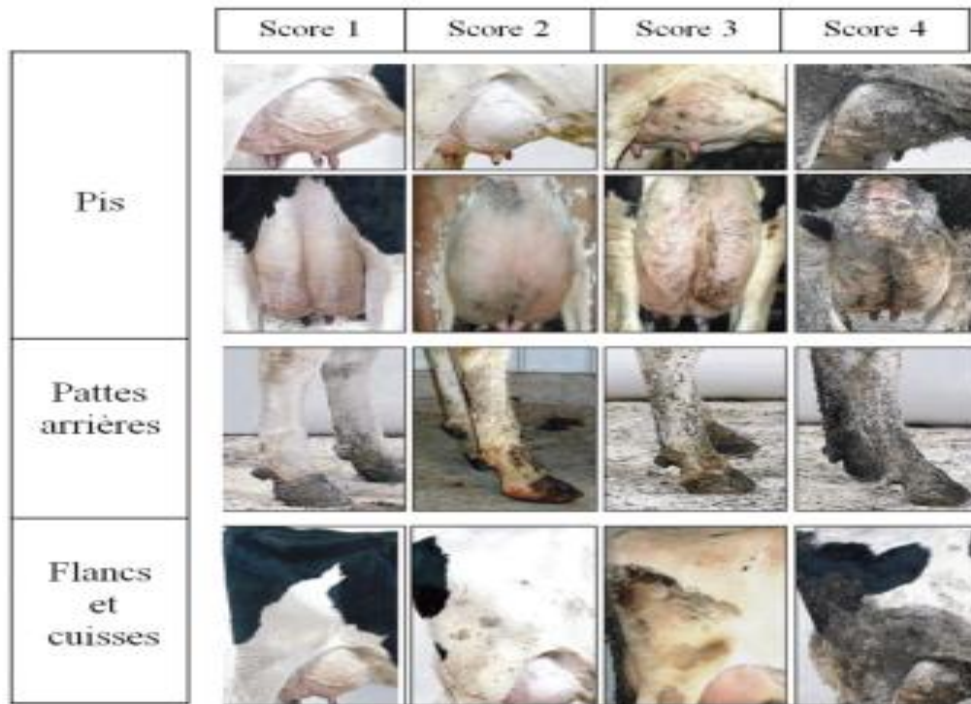 Score 1
Score 2
Score 3
Score 4
Pis
Pattes
arrières
Flancs
et
cuisses